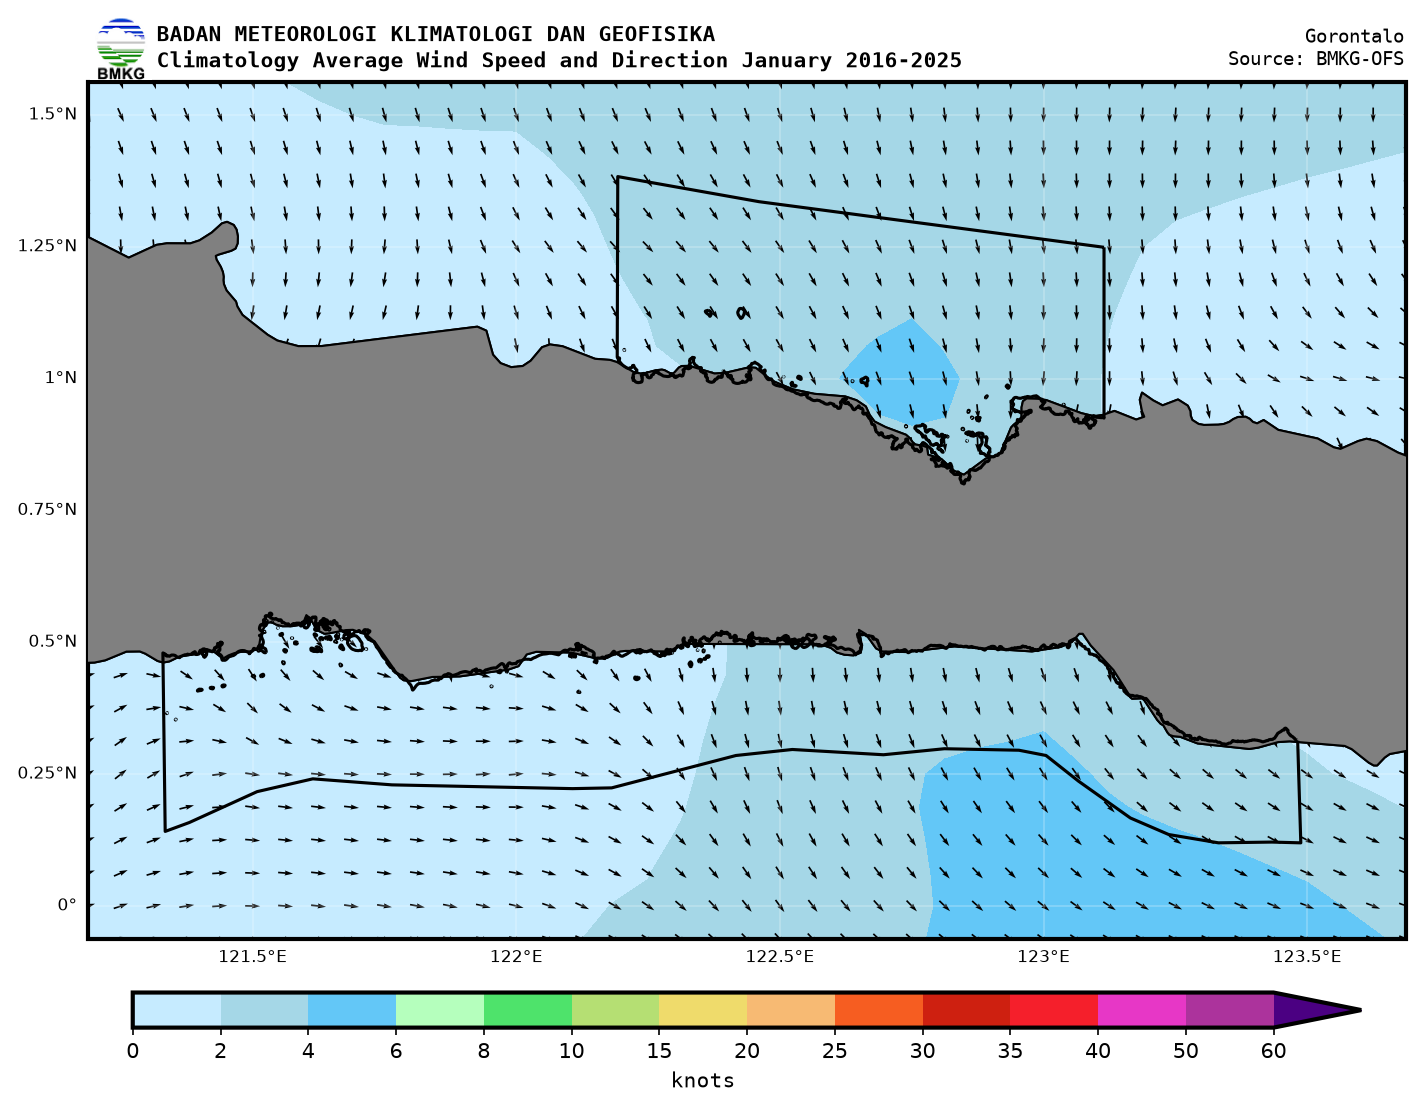 BADAN METEOROLOGI KLIMATOLOGI DAN GEOFISIKA
Climatology Average Wind Speed and Direction January 2016-2025
Gorontalo
Source: BMKG-OFS
BMKG
1.5°N
1.25°N
1°N
0.75°N
0.5°N
0.25°N
0°
121.5°E 122°E 122.5°E 123°E 123.5°E
0 2 4 6 8 10 15 20 25 30 35 40 50 60
knots